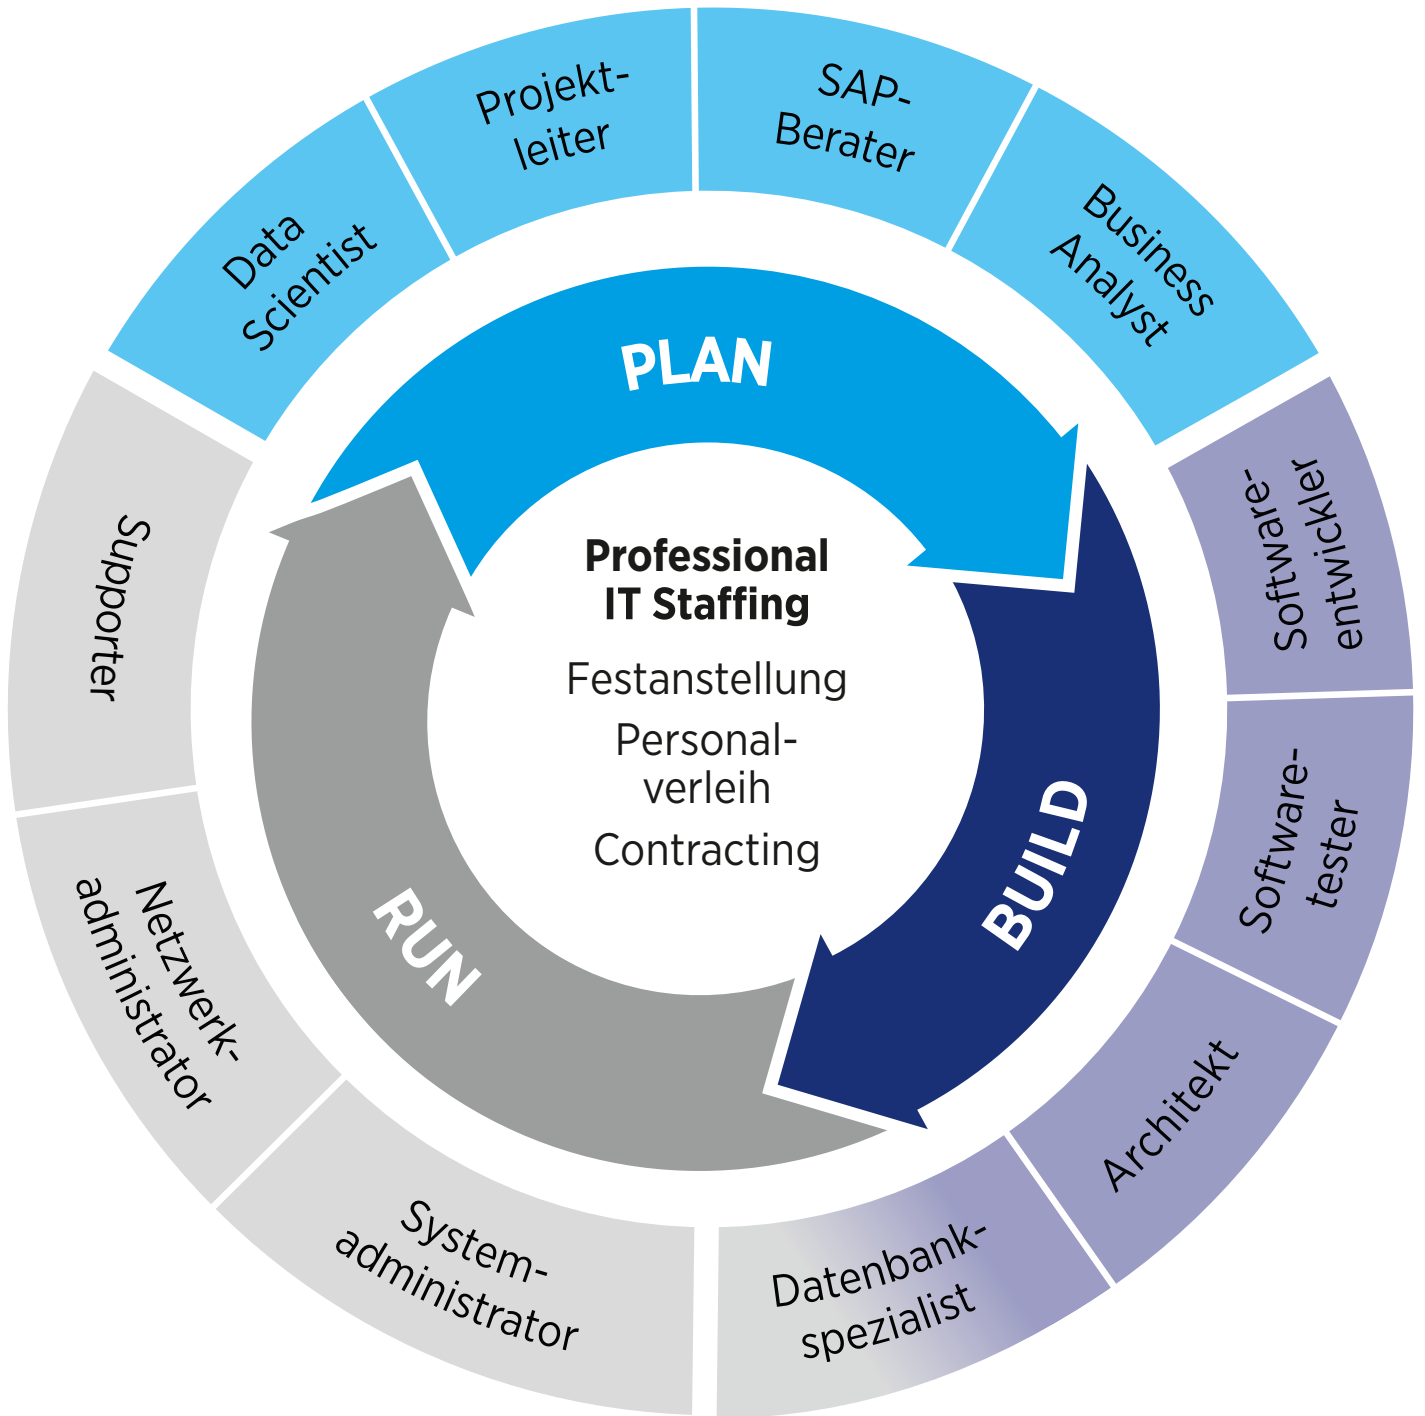 Projekt-
leiter
SAP-
Berater
Business
Analyst
Data
Scientist
PLAN
Software-
entwickler
Software-
tester
Architekt
Datenbank-
spezialist
BUILD
System-
administrator
Netzwerk-
administrator
Supporter
RUN
Professional
IT Staffing
Festanstellung
Personal-
verleih
Contracting